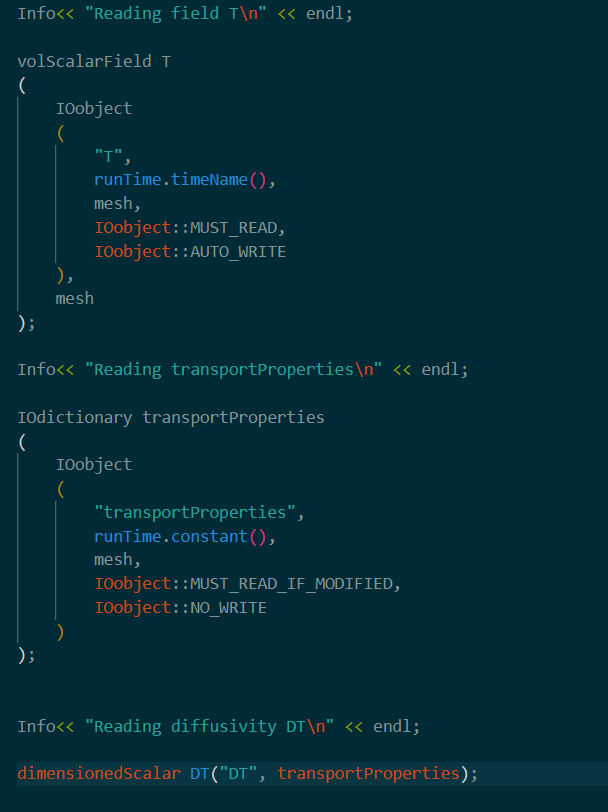 Info<< "Reading field T\n" << endl;
volScalarField T
(
IOobject
(
"T",
runTime.timeName(),
mesh,
IOobject::MUST_READ,
IOobject::AUTO_WRITE
),
mesh
);
Info<< "Reading transportProperties\n" << endl;
IOdictionary transportProperties
(
IOobject
(
"transportProperties",
runTime.constant(),
mesh,
IOobject::MUST_READ_IF_MODIFIED,
IOobject::NO_WRITE
)
);
Info<< "Reading diffusivity DT\n" << endl;
dimensionedScalar DT("DT", transportProperties);